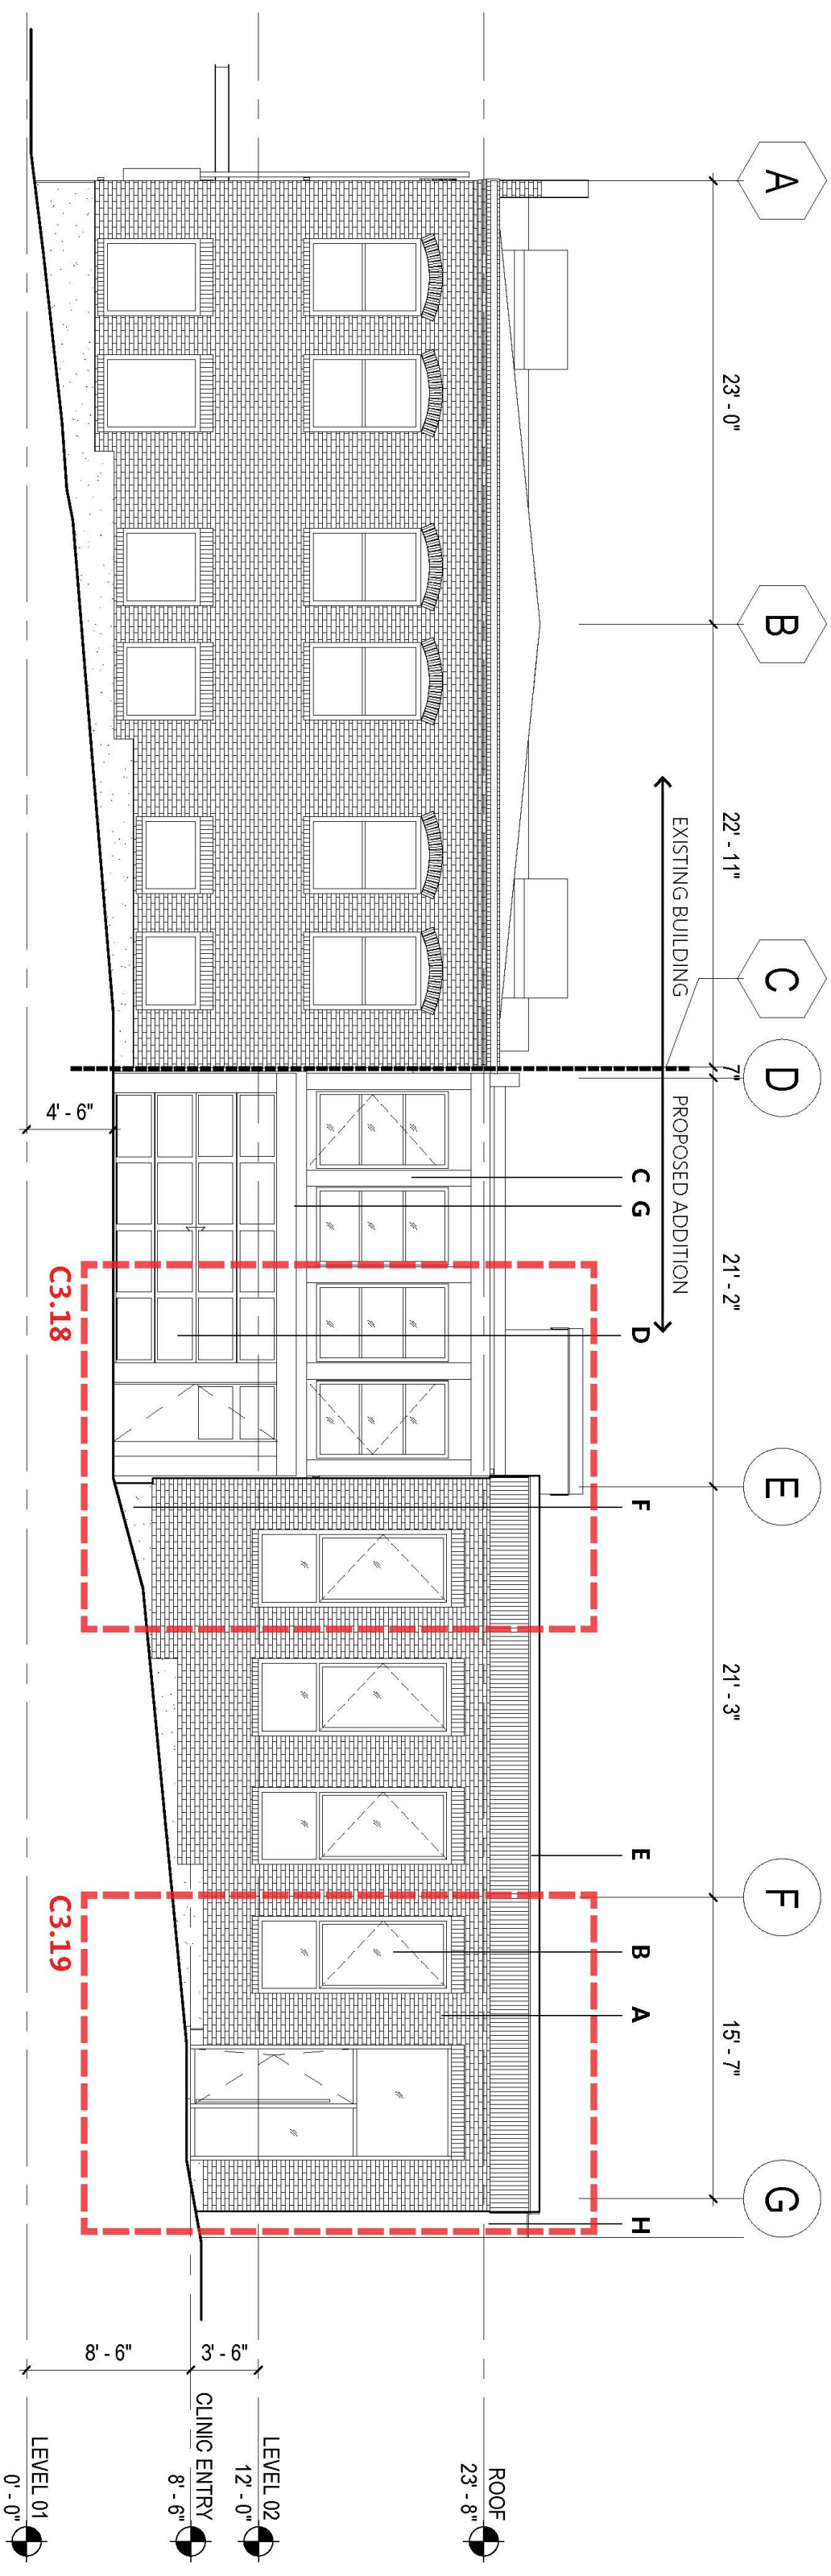 A
B
C
D
E
F
G
23' - 0"
22' - 11"
7"
21' - 2"
21' - 3"
15' - 7"
EXISTING BUILDING
PROPOSED ADDITION
C
G
D
F
E
B
A
H
ROOF
23' - 8"
LEVEL 02
12' - 0"
CLINIC ENTRY
8' - 6"
LEVEL 01
0' - 0"
4' - 6"
3' - 6"
8' - 6"
C3.18
C3.19